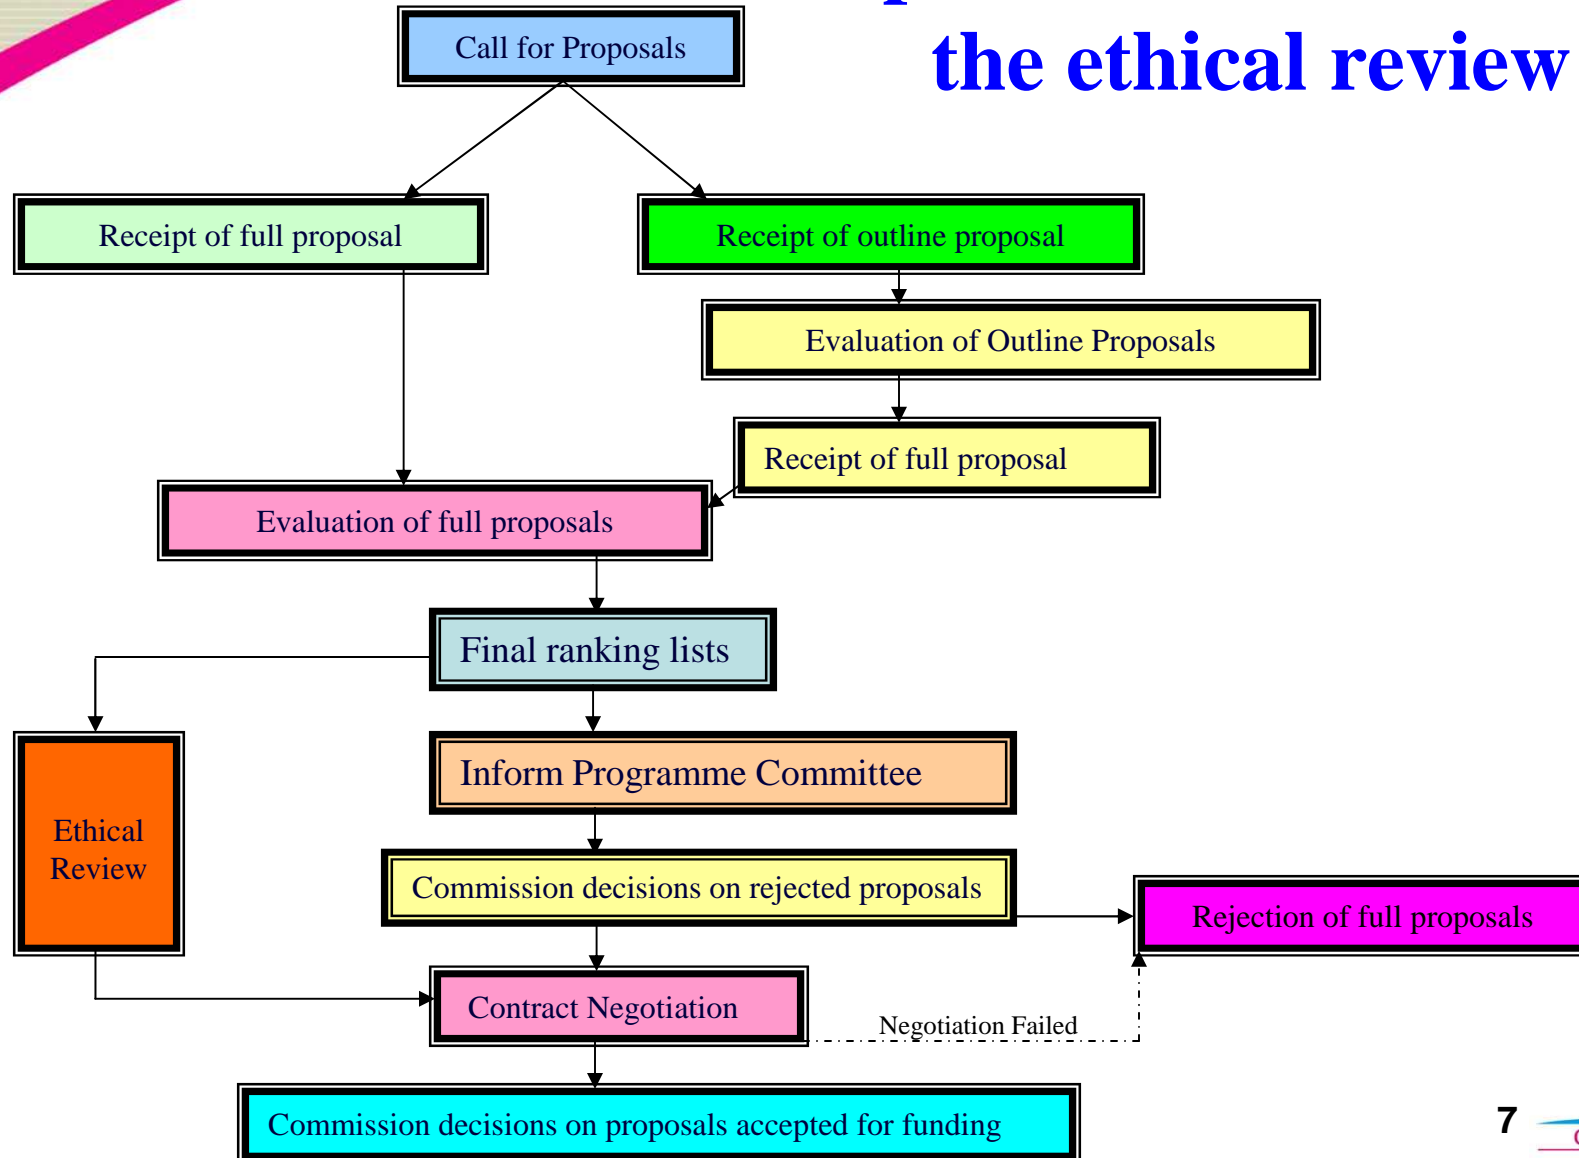 the ethical review
Call for Proposals
Receipt of full proposal
Receipt of outline proposal
Evaluation of Outline Proposals
Receipt of full proposal
Evaluation of full proposals
Final ranking lists
Inform Programme Committee
Ethical
Review
Commission decisions on rejected proposals
Rejection of full proposals
Contract Negotiation
Negotiation Failed
Commission decisions on proposals accepted for funding
7